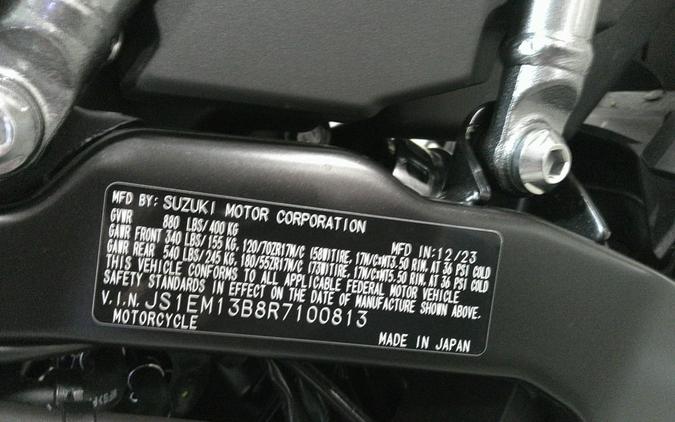 MFD BY: SUZUKI MOTOR CORPORATION
GVWR 880 LBS/400 KG MFD IN: 12/23
GAWR FRONT 340 LBS/155 KG, 120/70ZR17M/C (58W)TIRE, 17M/C×MT3.50 RIM, AT 36 PSI COLD
GAWR REAR 540 LBS/245 KG, 180/55ZR17M/C (73W)TIRE, 17M/C×MT5.50 RIM, AT 36 PSI COLD
THIS VEHICLE CONFORMS TO ALL APPLICABLE FEDERAL MOTOR VEHICLE
SAFETY STANDARDS IN EFFECT ON THE DATE OF MANUFACTURE SHOWN ABOVE.
V.I.N. JS1EM13B8R7100813
MOTORCYCLE MADE IN JAPAN